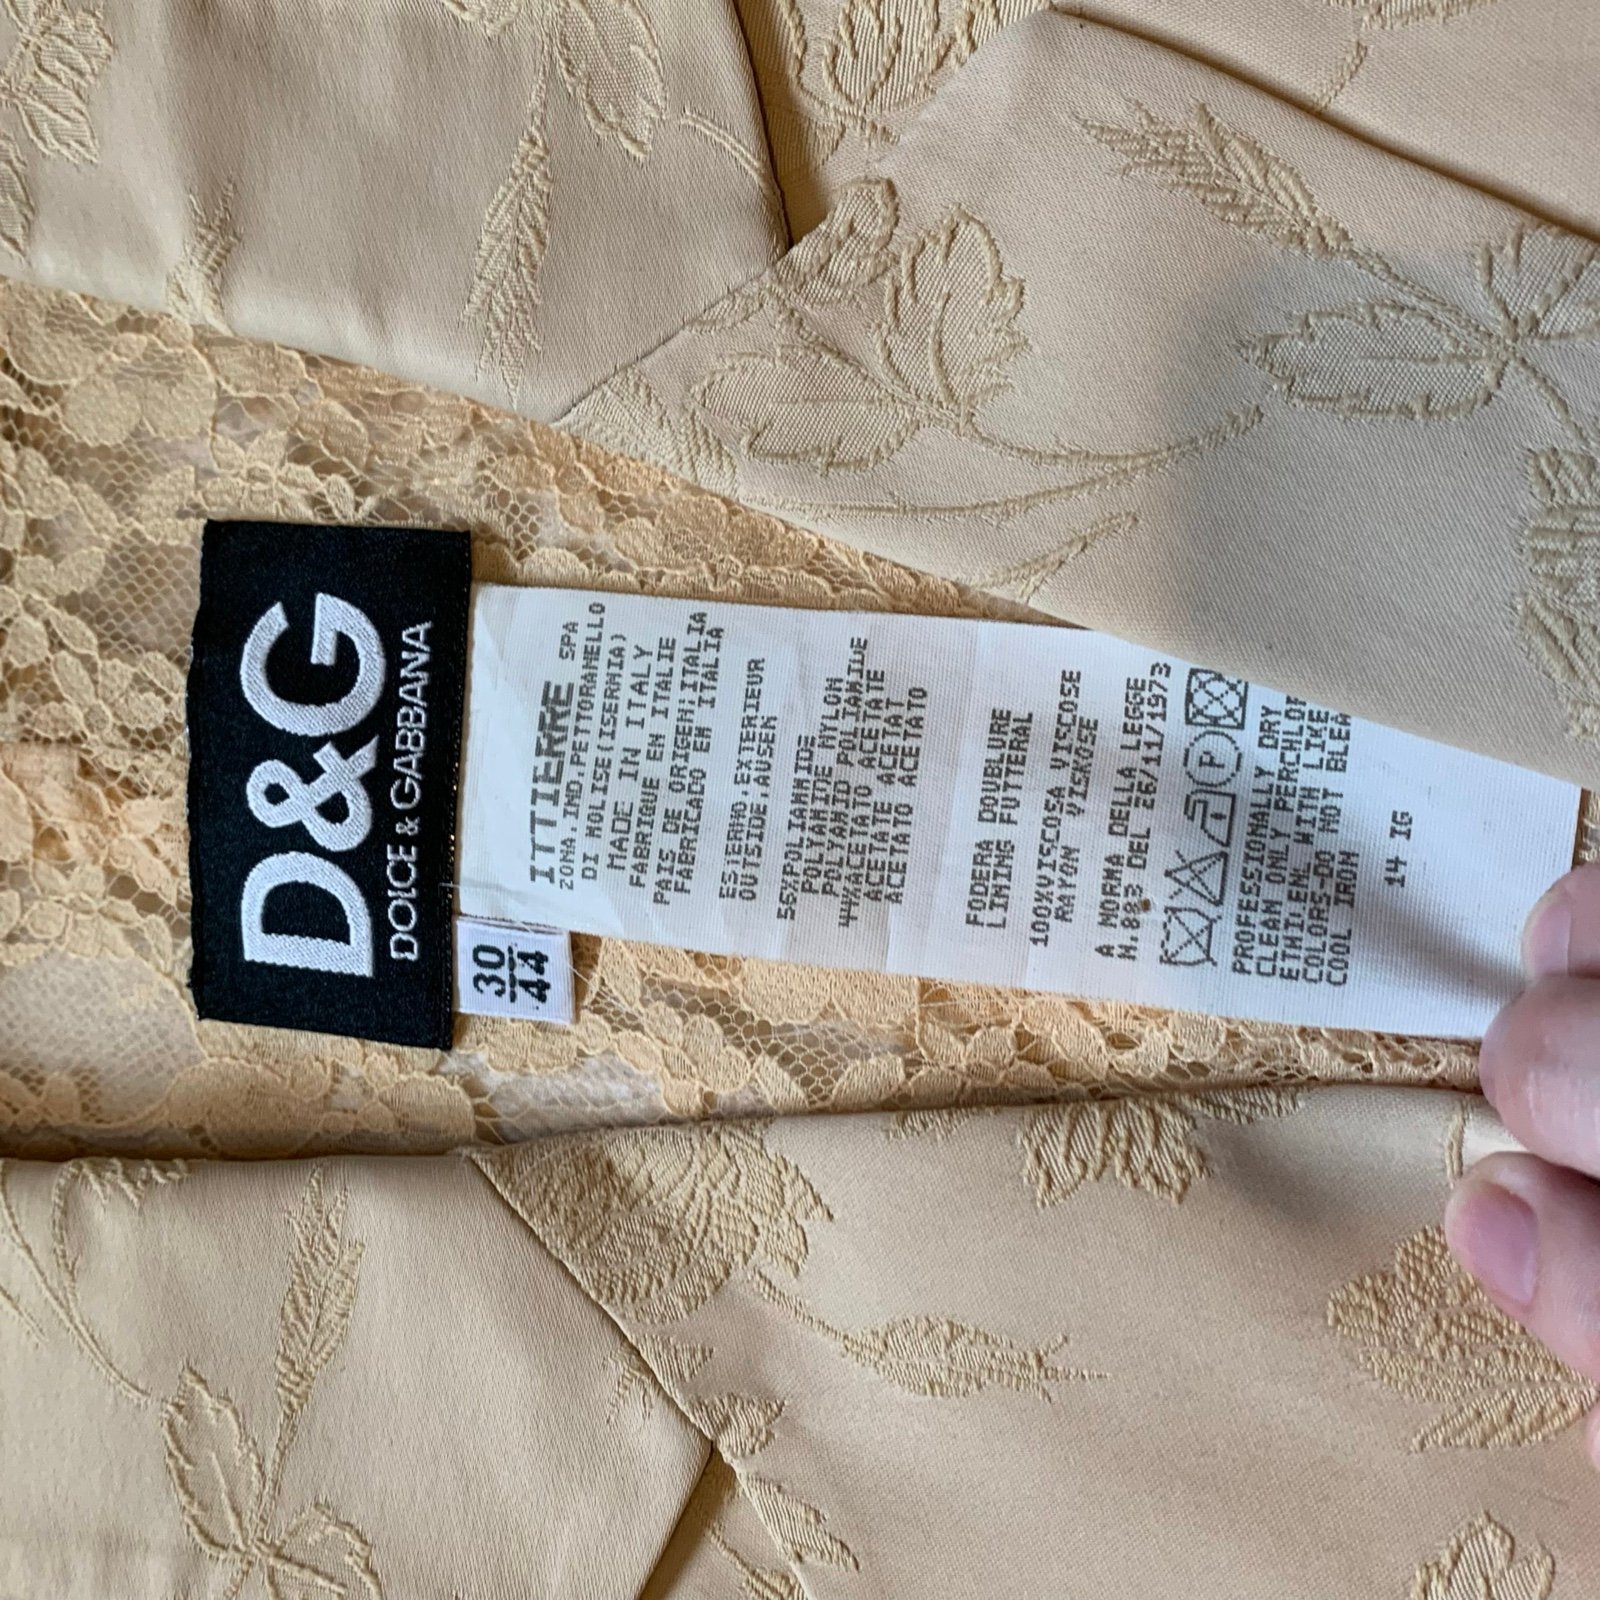 D&G
DOLCE & GABBANA
30
44
ITTIERRE SPA
ZONA.IND.PETTORANELLO
DI MOLISE(ISERNIA)
MADE IN ITALY
FABRIQUE EN ITALIE
PAIS DE ORIGEN:ITALIA
FABRICADO EN ITALIA
ESTERNO.EXTERIEUR
OUTSIDE.AUSEN
56%POLIAMMIDE
POLYAMIDE NYLON
POLYAMID POLIAMIDE
44%ACETATO ACETATE
ACETATE ACETAT
ACETATO ACETATO
FODERA DOUBLURE
LINING FUTTERAL
100%VISCOSA VISCOSE
RAYON VISKOSE
A NORMA DELLA LEGGE
N.883 DEL 26/11/1973
P
PROFESSIONALLY DRY
CLEAN ONLY PERCHLOR
ETHILENL WITH LIKE
COLORS-DO NOT BLEA
COOL IRON
14 IG